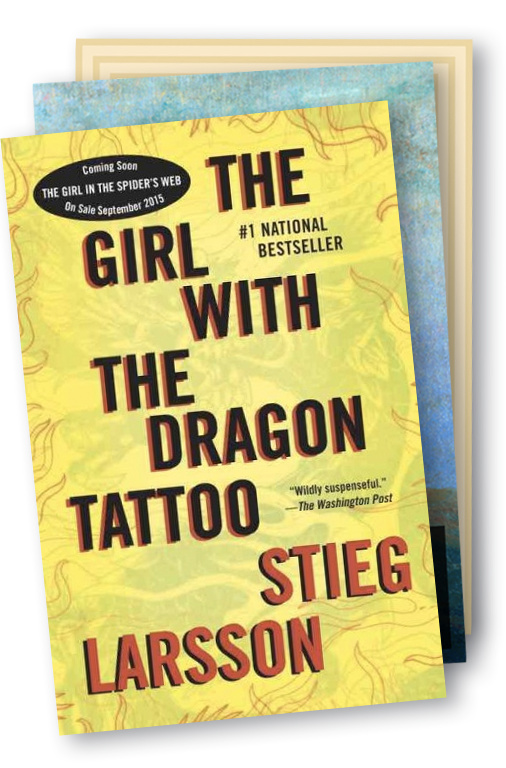 Coming Soon
THE GIRL IN THE SPIDER'S WEB
On Sale September 2015
THE
#1 NATIONAL
BESTSELLER
GIRL
WITH
THE
DRAGON
TATTOO
"Wildly suspenseful."
—The Washington Post
STIEG
LARSSON